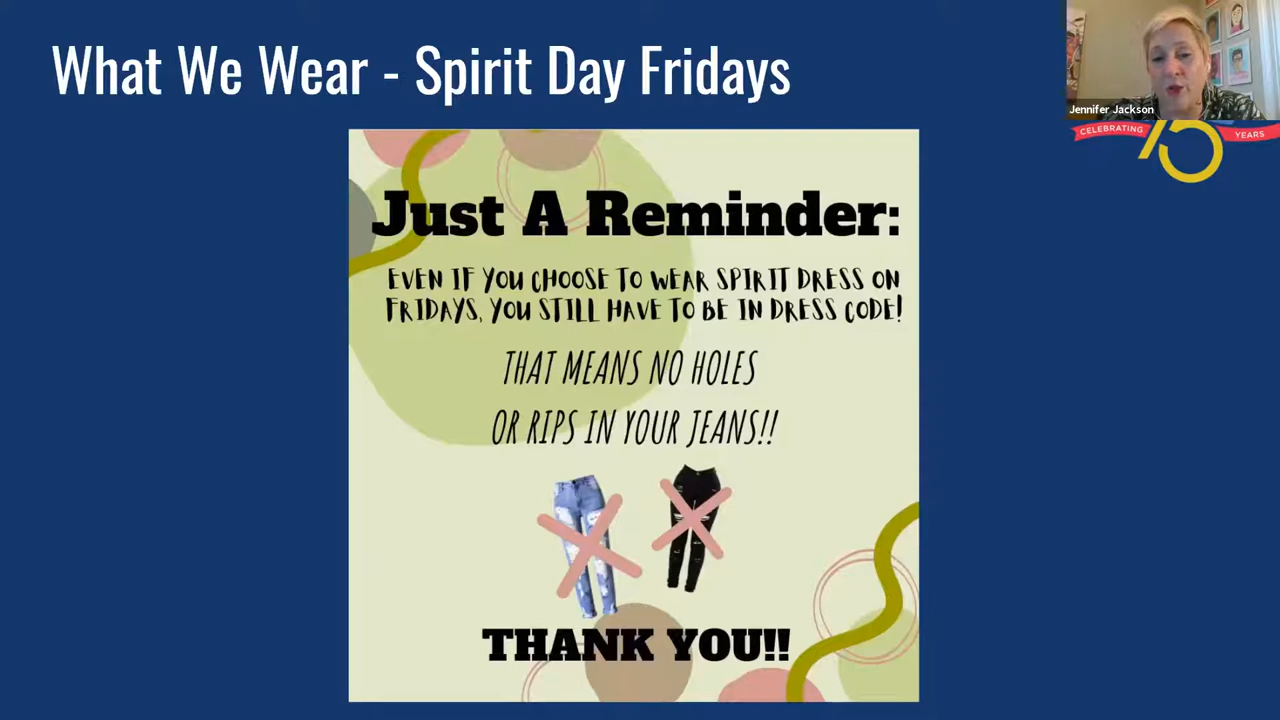 What We Wear - Spirit Day Fridays
Jennifer Jackson
CELEBRATING
75
YEARS
Just A Reminder:
EVEN IF YOU CHOOSE TO WEAR SPIRIT DRESS ON
FRIDAYS, YOU STILL HAVE TO BE IN DRESS CODE!
THAT MEANS NO HOLES
OR RIPS IN YOUR JEANS!!
THANK YOU!!